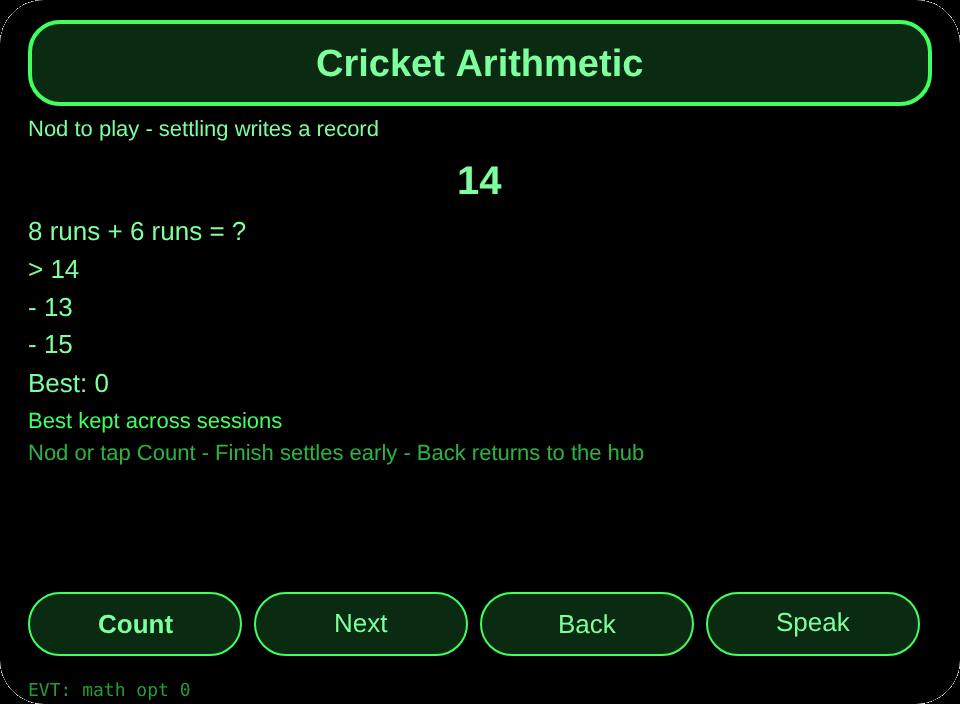 Cricket Arithmetic
Nod to play - settling writes a record
14
8 runs + 6 runs = ?
> 14
- 13
- 15
Best: 0
Best kept across sessions
Nod or tap Count - Finish settles early - Back returns to the hub
Count Next Back Speak
EVT: math opt 0